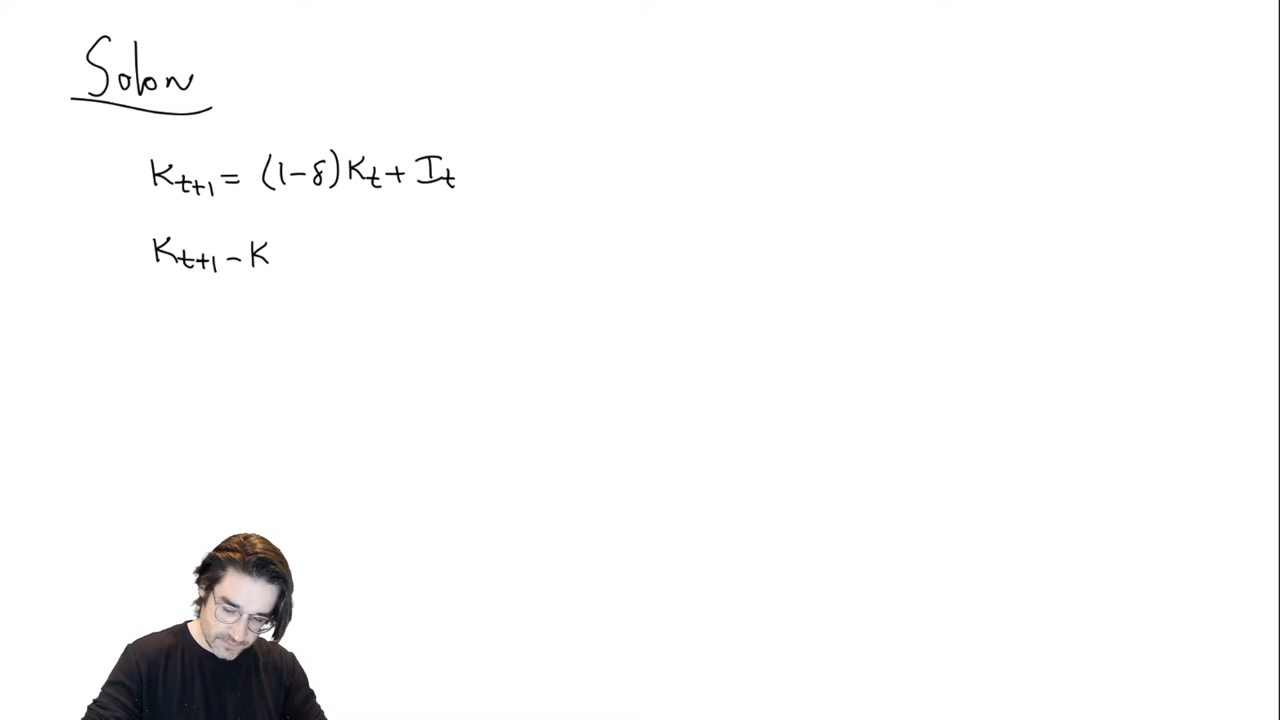 Solow
K_{t+1} = (1-δ)K_t + I_t
K_{t+1} - K